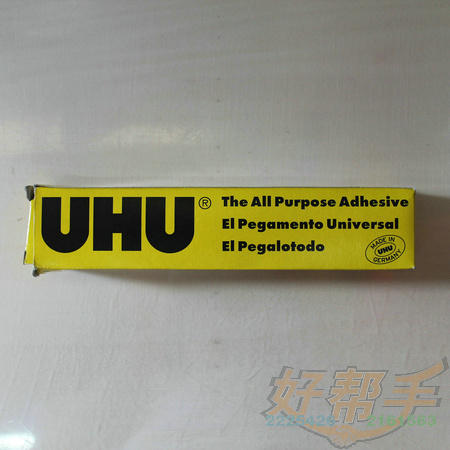 UHU®
The All Purpose Adhesive
El Pegamento Universal
El Pegalotodo
MADE IN
UHU
GERMANY
好帮手